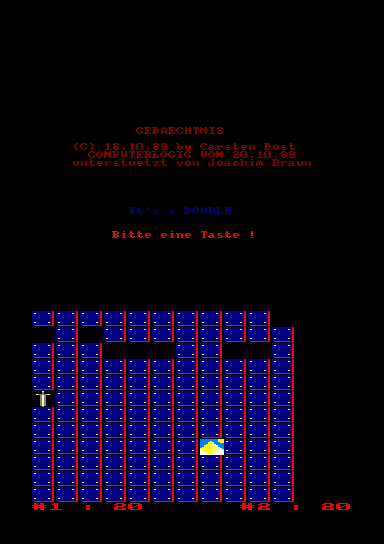 GEDAECHTNIS
(C) 18.10.89 by Carsten Dost
COMPUTERLOGIC VOM 20.10.89
unterstuetzt von Joachim Braun
It's a DOUBLE
Bitte eine Taste !
#1 : 20 #2 : 20